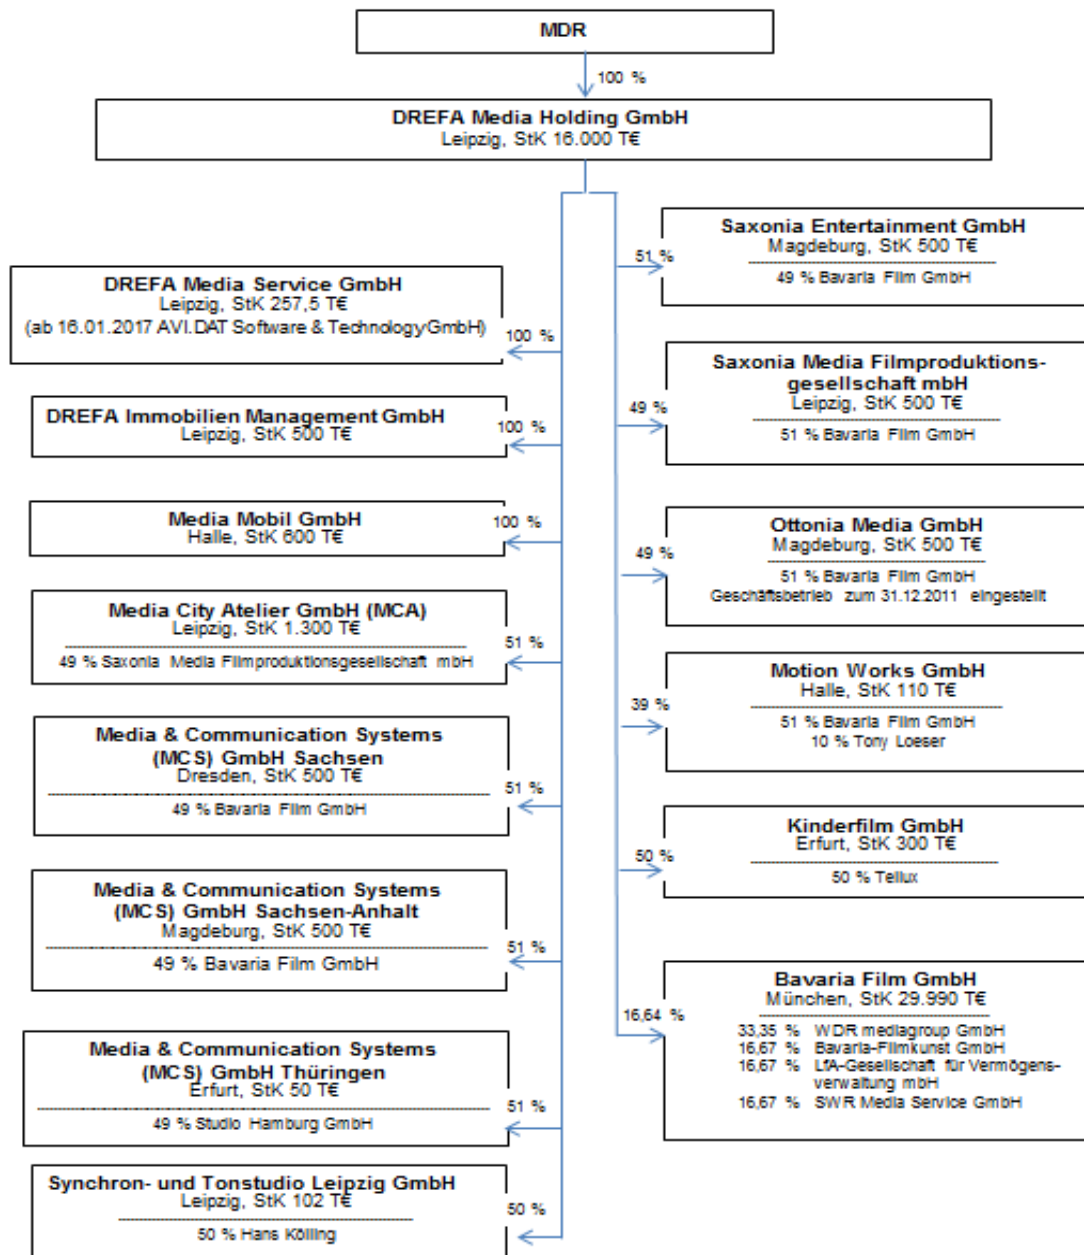 MDR
100 %
DREFA Media Holding GmbH
Leipzig, StK 16.000 T€
DREFA Media Service GmbH
Leipzig, StK 257,5 T€
(ab 16.01.2017 AVI.DAT Software & Technology GmbH)
100 %
DREFA Immobilien Management GmbH
Leipzig, StK 500 T€
100 %
Media Mobil GmbH
Halle, StK 600 T€
100 %
Media City Atelier GmbH (MCA)
Leipzig, StK 1.300 T€
49 % Saxonia Media Filmproduktionsgesellschaft mbH
51 %
Media & Communication Systems
(MCS) GmbH Sachsen
Dresden, StK 500 T€
49 % Bavaria Film GmbH
51 %
Media & Communication Systems
(MCS) GmbH Sachsen-Anhalt
Magdeburg, StK 500 T€
49 % Bavaria Film GmbH
51 %
Media & Communication Systems
(MCS) GmbH Thüringen
Erfurt, StK 50 T€
49 % Studio Hamburg GmbH
51 %
Synchron- und Tonstudio Leipzig GmbH
Leipzig, StK 102 T€
50 % Hans Kölling
50 %
Saxonia Entertainment GmbH
Magdeburg, StK 500 T€
49 % Bavaria Film GmbH
51 %
Saxonia Media Filmproduktions-
gesellschaft mbH
Leipzig, StK 500 T€
51 % Bavaria Film GmbH
49 %
Ottonia Media GmbH
Magdeburg, StK 500 T€
51 % Bavaria Film GmbH
Geschäftsbetrieb zum 31.12.2011 eingestellt
49 %
Motion Works GmbH
Halle, StK 110 T€
51 % Bavaria Film GmbH
10 % Tony Loeser
39 %
Kinderfilm GmbH
Erfurt, StK 300 T€
50 % Tellux
50 %
Bavaria Film GmbH
München, StK 29.990 T€
33,35 % WDR mediagroup GmbH
16,67 % Bavaria-Filmkunst GmbH
16,67 % LfA-Gesellschaft für Vermögens-
verwaltung mbH
16,67 % SWR Media Service GmbH
16,64 %